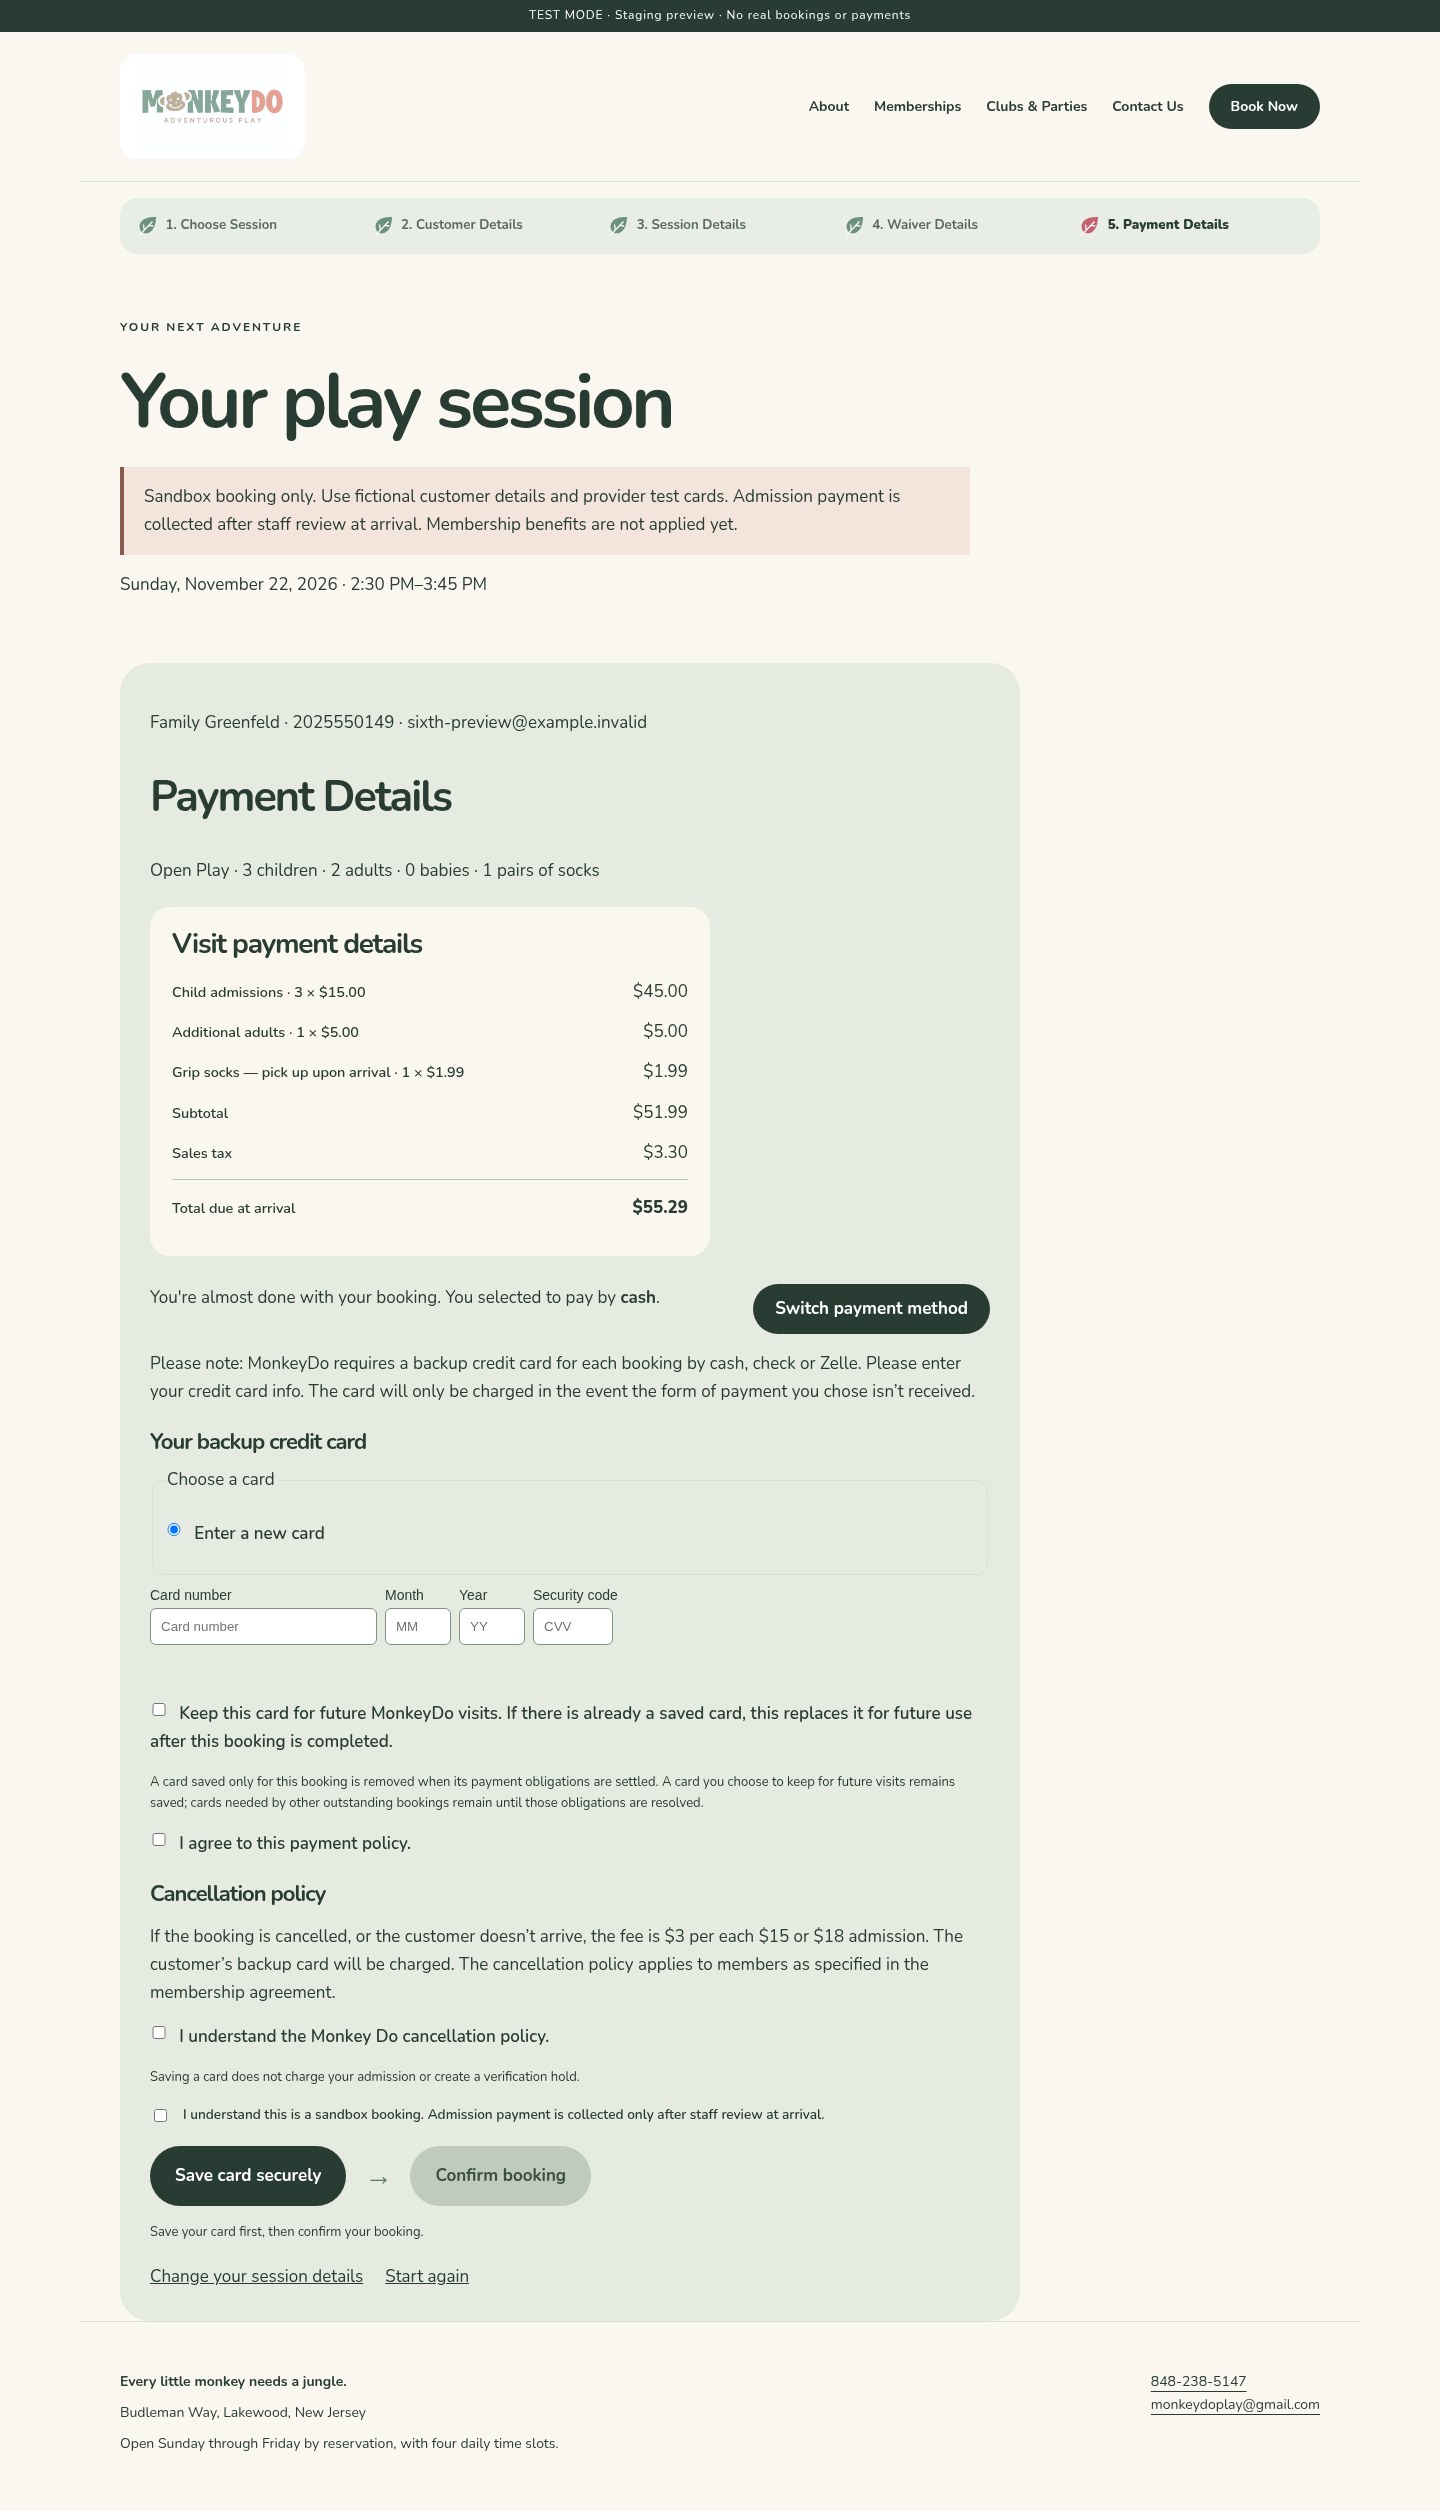 TEST MODE · Staging preview · No real bookings or payments
MONKEYDO
ADVENTUROUS PLAY
About Memberships Clubs & Parties Contact Us Book Now
1. Choose Session 2. Customer Details 3. Session Details 4. Waiver Details 5. Payment Details
YOUR NEXT ADVENTURE
Your play session
Sandbox booking only. Use fictional customer details and provider test cards. Admission payment is
collected after staff review at arrival. Membership benefits are not applied yet.
Sunday, November 22, 2026 · 2:30 PM–3:45 PM
Family Greenfeld · 2025550149 · sixth-preview@example.invalid
Payment Details
Open Play · 3 children · 2 adults · 0 babies · 1 pairs of socks
Visit payment details
Child admissions · 3 × $15.00 $45.00
Additional adults · 1 × $5.00 $5.00
Grip socks — pick up upon arrival · 1 × $1.99 $1.99
Subtotal $51.99
Sales tax $3.30
Total due at arrival $55.29
You're almost done with your booking. You selected to pay by cash. Switch payment method
Please note: MonkeyDo requires a backup credit card for each booking by cash, check or Zelle. Please enter
your credit card info. The card will only be charged in the event the form of payment you chose isn’t received.
Your backup credit card
Choose a card
Enter a new card
Card number Month Year Security code
Card number MM YY CVV
Keep this card for future MonkeyDo visits. If there is already a saved card, this replaces it for future use
after this booking is completed.
A card saved only for this booking is removed when its payment obligations are settled. A card you choose to keep for future visits remains
saved; cards needed by other outstanding bookings remain until those obligations are resolved.
I agree to this payment policy.
Cancellation policy
If the booking is cancelled, or the customer doesn’t arrive, the fee is $3 per each $15 or $18 admission. The
customer’s backup card will be charged. The cancellation policy applies to members as specified in the
membership agreement.
I understand the Monkey Do cancellation policy.
Saving a card does not charge your admission or create a verification hold.
I understand this is a sandbox booking. Admission payment is collected only after staff review at arrival.
Save card securely → Confirm booking
Save your card first, then confirm your booking.
Change your session details Start again
Every little monkey needs a jungle. 848-238-5147
Budleman Way, Lakewood, New Jersey monkeydoplay@gmail.com
Open Sunday through Friday by reservation, with four daily time slots.